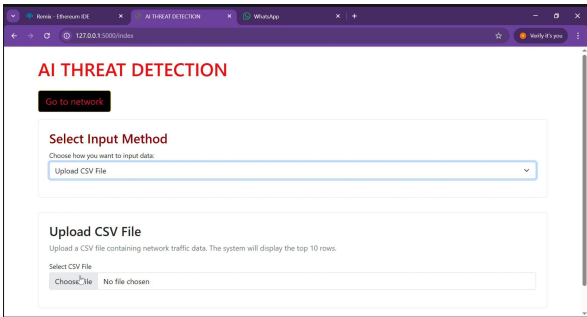 Remix - Ethereum IDE
AI THREAT DETECTION
WhatsApp
127.0.0.1:5000/index
Verify it's you
AI THREAT DETECTION
Go to network
Select Input Method
Choose how you want to input data:
Upload CSV File
Upload CSV File
Upload a CSV file containing network traffic data. The system will display the top 10 rows.
Select CSV File
Choose File No file chosen